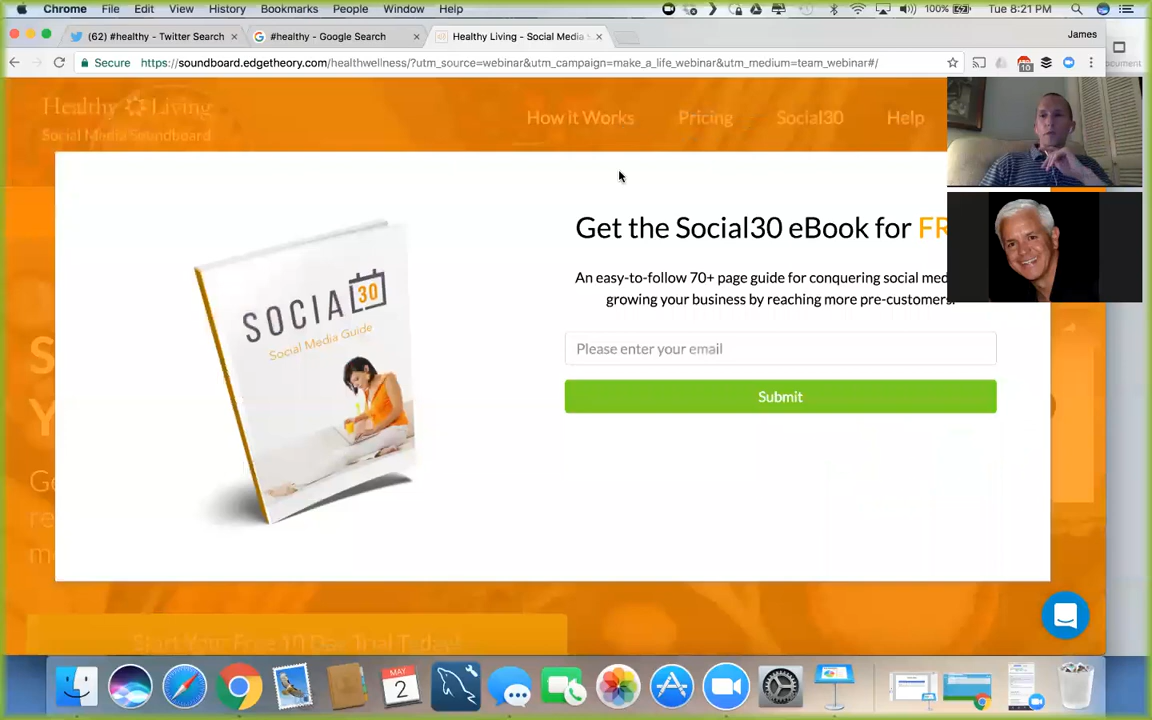 Chrome File Edit View History Bookmarks People Window Help 100% Tue 8:21 PM
(62) #healthy - Twitter Search
#healthy - Google Search
Healthy Living - Social Media
James
Secure https://soundboard.edgetheory.com/healthwellness/?utm_source=webinar&utm_campaign=make_a_life_webinar&utm_medium=team_webinar#/
10
Healthy Living
Social Media Soundboard
How It Works Pricing Social30 Help
Get the Social30 eBook for FR
An easy-to-follow 70+ page guide for conquering social med
growing your business by reaching more pre-customers.
Please enter your email
Submit
SOCIAL 30
Social Media Guide
S
Y
Ge
re
m
Start Your Free 10 Day Trial Today!
MAY
2